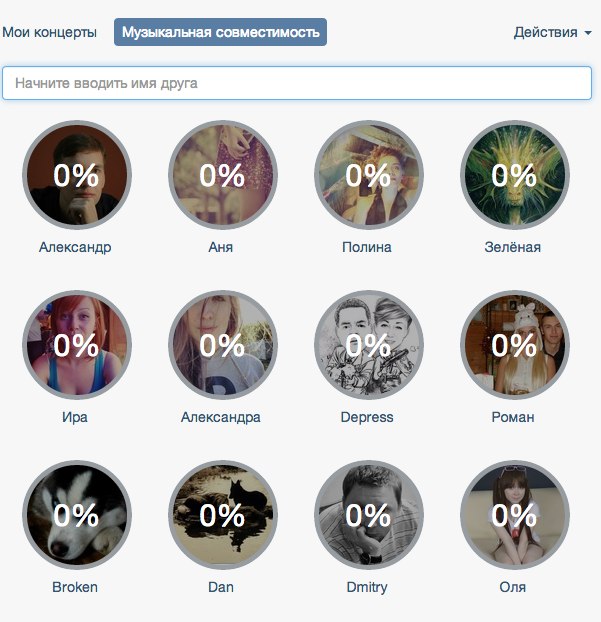 Мои концерты Музыкальная совместимость Действия
Начните вводить имя друга
0% 0% 0% 0%
Александр Аня Полина Зелёная
0% 0% 0% 0%
Ира Александра Depress Роман
0% 0% 0% 0%
Broken Dan Dmitry Оля